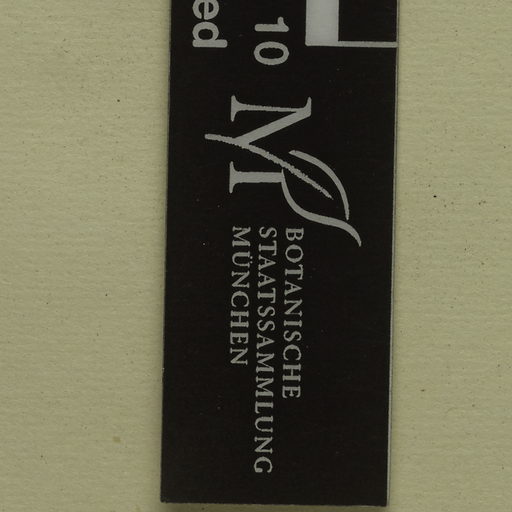 10
ed
M
BOTANISCHE
STAATSSAMMLUNG
MÜNCHEN